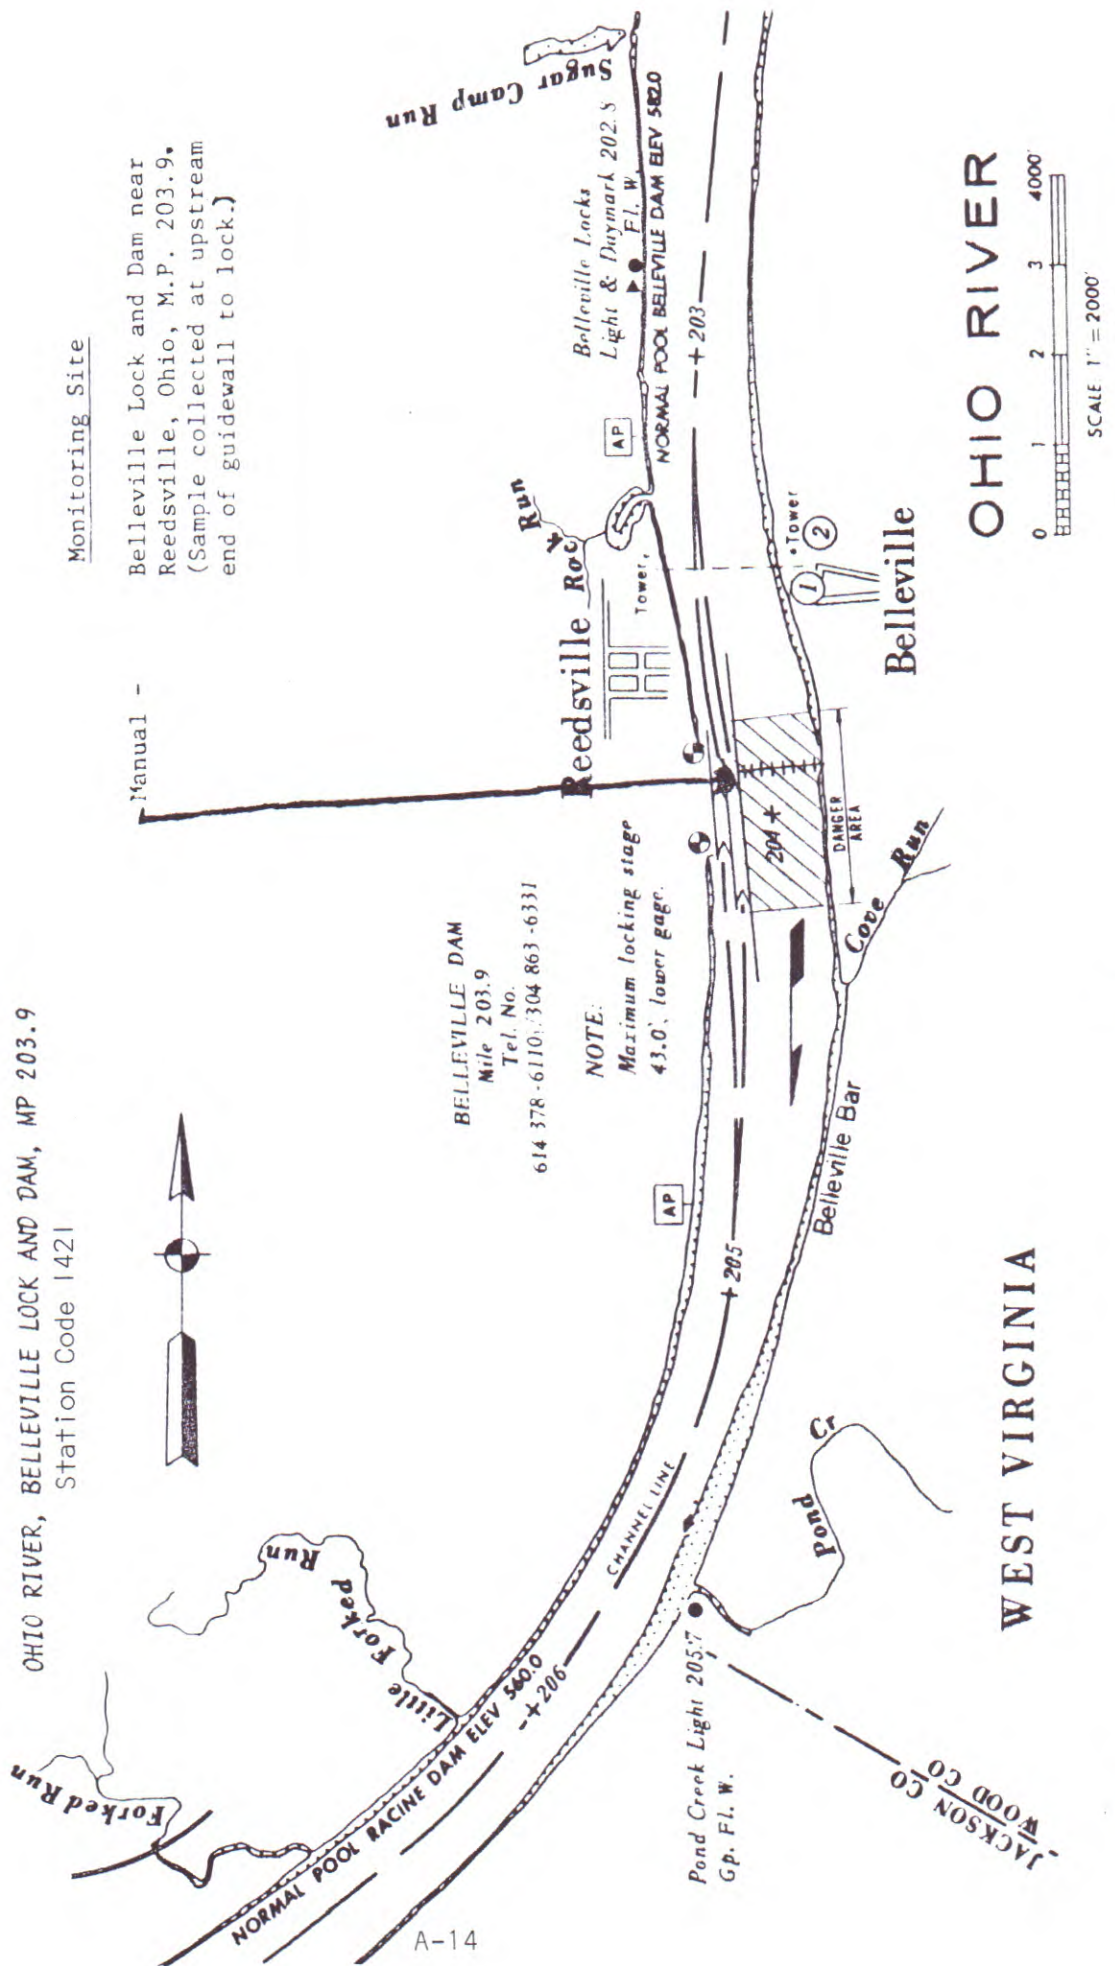 OHIO RIVER, BELLEVILLE LOCK AND DAM, MP 203.9
Station Code 1421
Monitoring Site
Belleville Lock and Dam near
Reedsville, Ohio, M.P. 203.9.
(Sample collected at upstream
end of guidewall to lock.)
Manual -
Forked Run
Little Forked Run
Sugar Camp Run
BELLEVILLE DAM
Mile 203.9
Tel. No.
614 378-6110/304 863-6331
NOTE:
Maximum locking stage
43.0', lower gage.
Reedsville
Run
Tower
AP
Belleville Locks
Light & Daymark 202.8
Fl. W.
NORMAL POOL BELLEVILLE DAM ELEV 582.0
NORMAL POOL RACINE DAM ELEV 560.0
+206
CHANNEL LINE
AP
+205
204 +
+203
DANGER
AREA
Tower
1
2
Belleville
Cove Run
Belleville Bar
Pond Creek Light 205.7
Gp. Fl. W.
Pond Cr
JACKSON CO
WOOD CO
WEST VIRGINIA
OHIO RIVER
0 1 2 3 4000'
SCALE 1" = 2000'
A-14